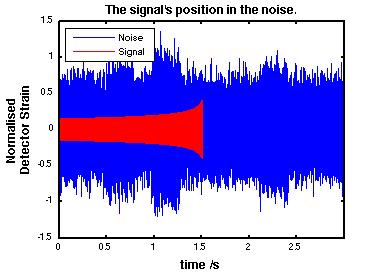 The signal's position in the noise.
1.5
Noise
Signal
1
0.5
0
-0.5
-1
-1.5
Normalised
Detector Strain
0 0.5 1 1.5 2 2.5
time /s